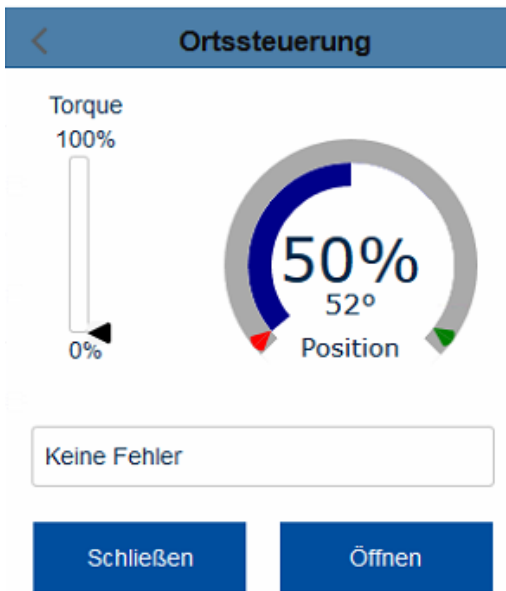 Ortssteuerung
Torque
100%
0%
50%
52°
Position
Keine Fehler
Schließen
Öffnen